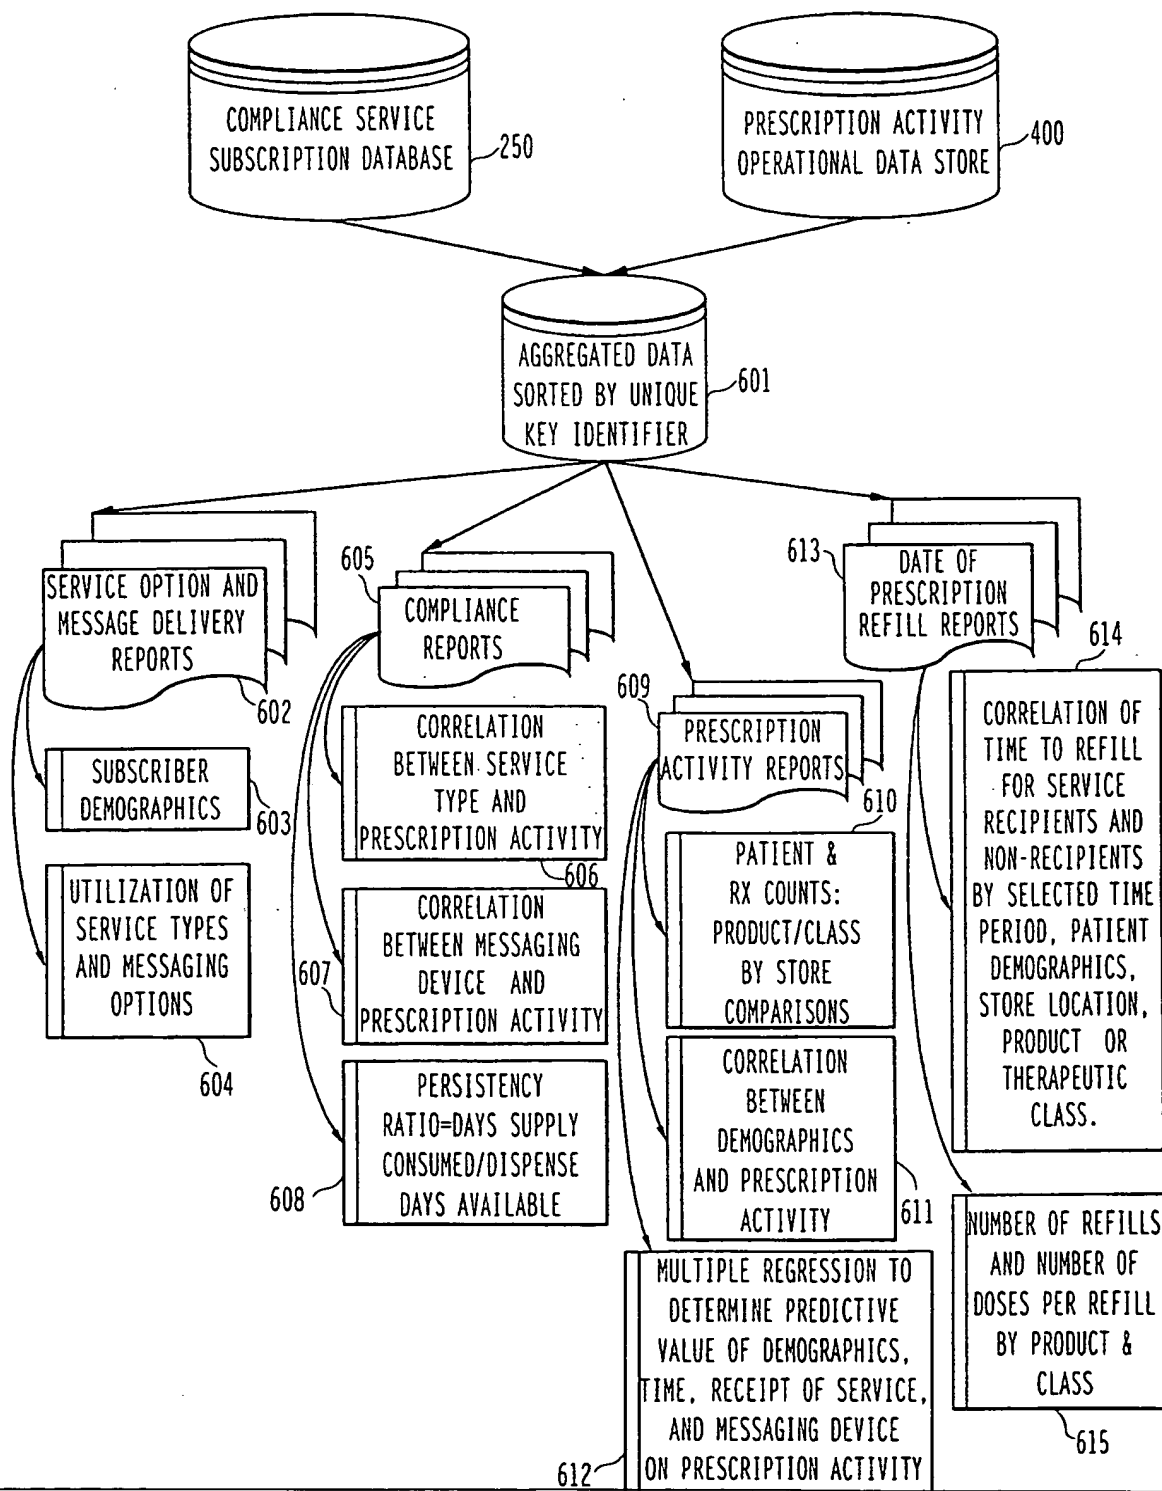 COMPLIANCE SERVICE
SUBSCRIPTION DATABASE
250
PRESCRIPTION ACTIVITY
OPERATIONAL DATA STORE
400
AGGREGATED DATA
SORTED BY UNIQUE
KEY IDENTIFIER
601
SERVICE OPTION AND
MESSAGE DELIVERY
REPORTS
602
SUBSCRIBER
DEMOGRAPHICS
603
UTILIZATION OF
SERVICE TYPES
AND MESSAGING
OPTIONS
604
605
COMPLIANCE
REPORTS
CORRELATION
BETWEEN SERVICE
TYPE AND
PRESCRIPTION ACTIVITY
606
CORRELATION
BETWEEN MESSAGING
DEVICE AND
PRESCRIPTION ACTIVITY
607
PERSISTENCY
RATIO=DAYS SUPPLY
CONSUMED/DISPENSE
DAYS AVAILABLE
608
609
PRESCRIPTION
ACTIVITY REPORTS
610
PATIENT &
RX COUNTS:
PRODUCT/CLASS
BY STORE
COMPARISONS
CORRELATION
BETWEEN
DEMOGRAPHICS
AND PRESCRIPTION
ACTIVITY
611
MULTIPLE REGRESSION TO
DETERMINE PREDICTIVE
VALUE OF DEMOGRAPHICS,
TIME, RECEIPT OF SERVICE,
AND MESSAGING DEVICE
ON PRESCRIPTION ACTIVITY
612
613
DATE OF
PRESCRIPTION
REFILL REPORTS
614
CORRELATION OF
TIME TO REFILL
FOR SERVICE
RECIPIENTS AND
NON-RECIPIENTS
BY SELECTED TIME
PERIOD, PATIENT
DEMOGRAPHICS,
STORE LOCATION,
PRODUCT OR
THERAPEUTIC
CLASS.
NUMBER OF REFILLS
AND NUMBER OF
DOSES PER REFILL
BY PRODUCT &
CLASS
615